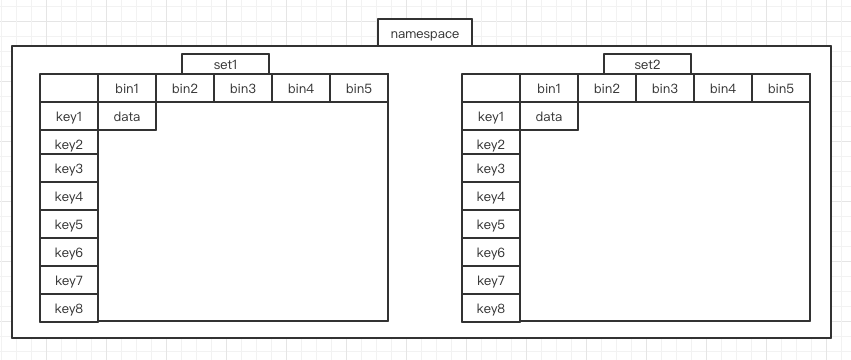 namespace
set1
bin1 bin2 bin3 bin4 bin5
key1 data
key2
key3
key4
key5
key6
key7
key8
set2
bin1 bin2 bin3 bin4 bin5
key1 data
key2
key3
key4
key5
key6
key7
key8